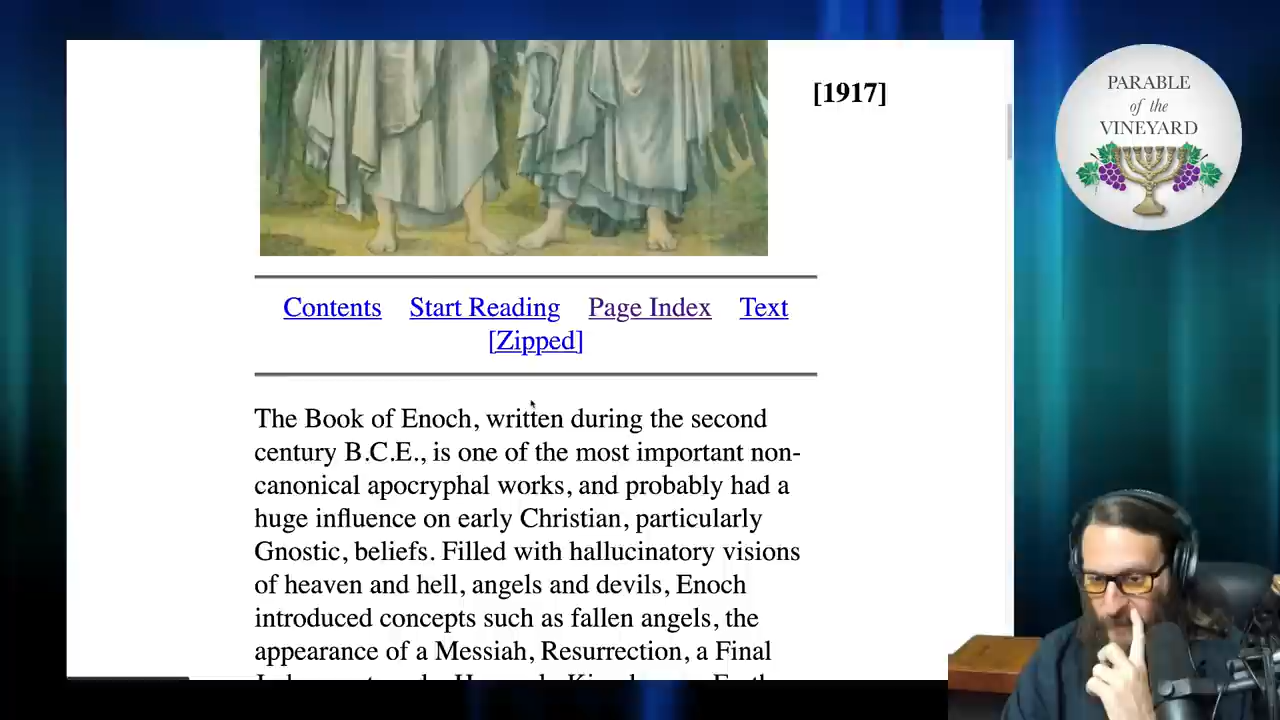 [1917]
Contents Start Reading Page Index Text
[Zipped]
The Book of Enoch, written during the second
century B.C.E., is one of the most important non-
canonical apocryphal works, and probably had a
huge influence on early Christian, particularly
Gnostic, beliefs. Filled with hallucinatory visions
of heaven and hell, angels and devils, Enoch
introduced concepts such as fallen angels, the
appearance of a Messiah, Resurrection, a Final
PARABLE
of the
VINEYARD